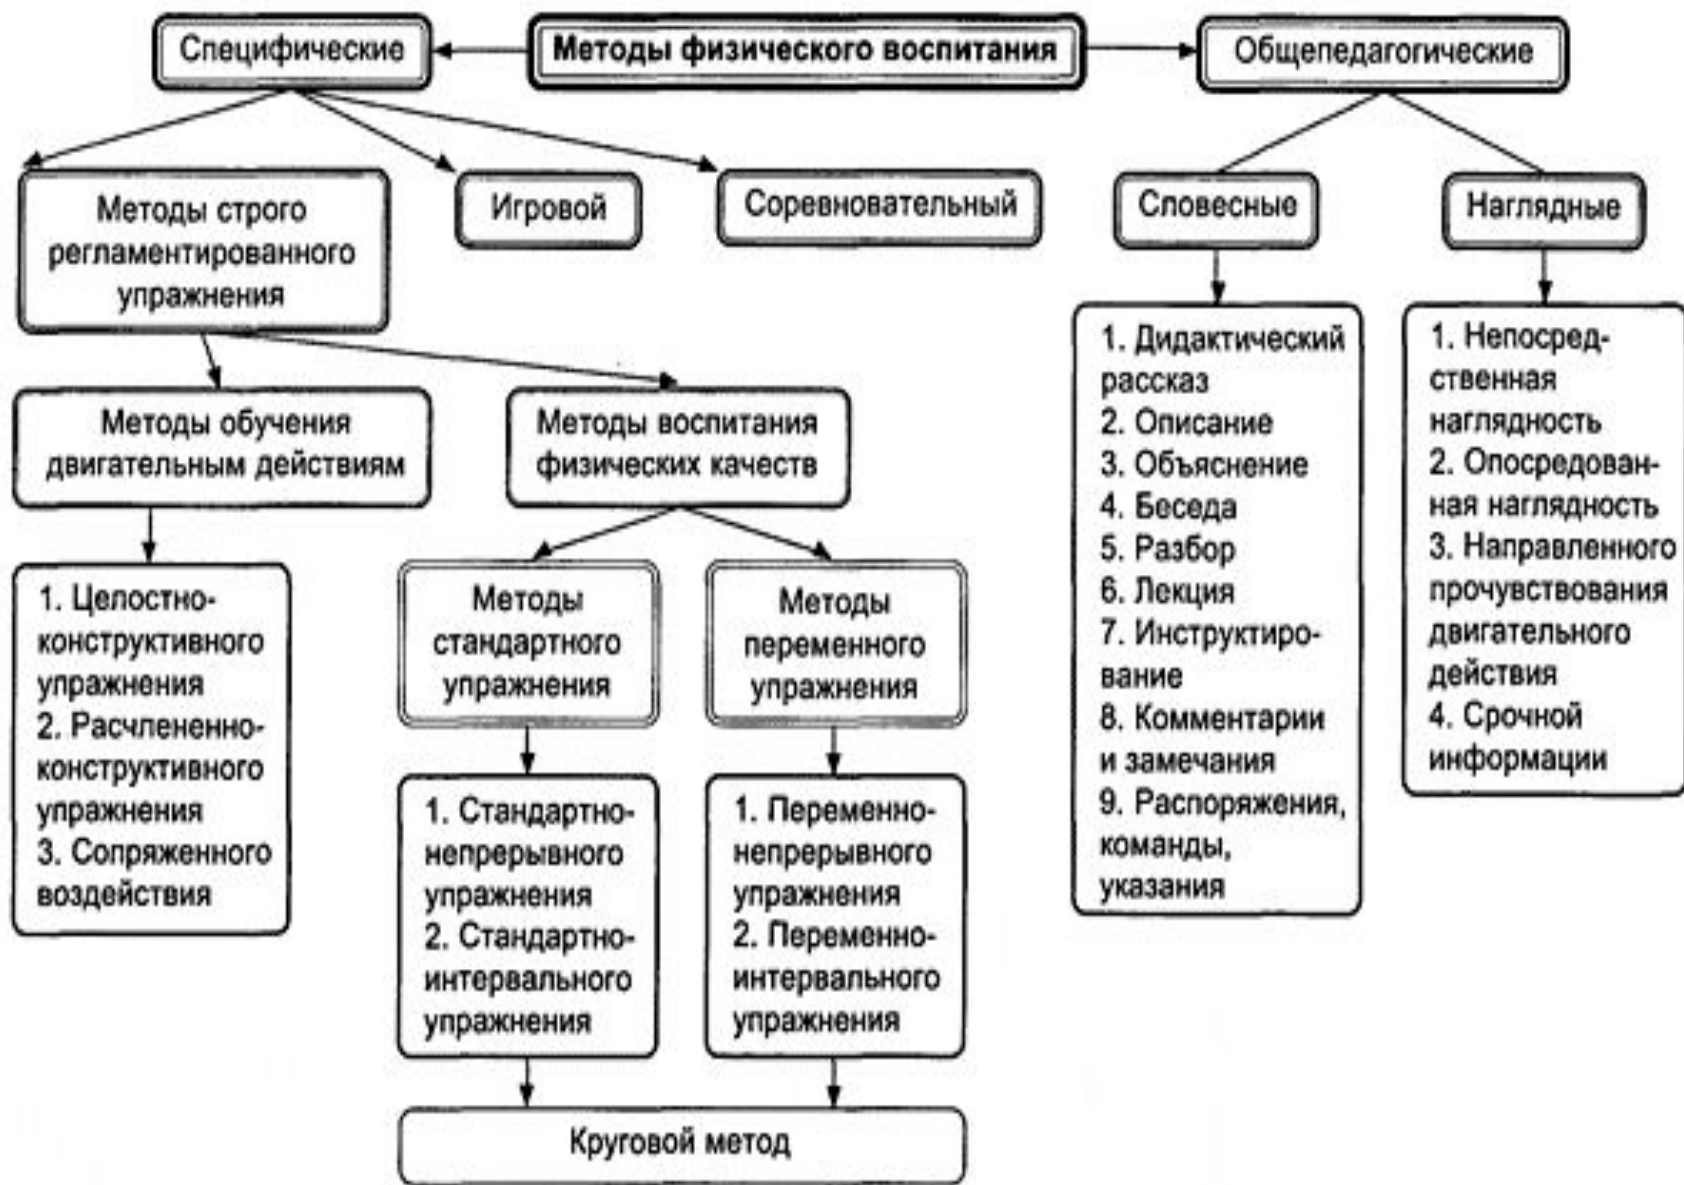 Специфические
Методы физического воспитания
Общепедагогические
Методы строго
регламентированного
упражнения
Игровой
Соревновательный
Словесные
Наглядные
Методы обучения
двигательным действиям
Методы воспитания
физических качеств
1. Целостно-
конструктивного
упражнения
2. Расчлененно-
конструктивного
упражнения
3. Сопряженного
воздействия
Методы
стандартного
упражнения
Методы
переменного
упражнения
1. Стандартно-
непрерывного
упражнения
2. Стандартно-
интервального
упражнения
1. Переменно-
непрерывного
упражнения
2. Переменно-
интервального
упражнения
Круговой метод
1. Дидактический
рассказ
2. Описание
3. Объяснение
4. Беседа
5. Разбор
6. Лекция
7. Инструктиро-
вание
8. Комментарии
и замечания
9. Распоряжения,
команды,
указания
1. Непосред-
ственная
наглядность
2. Опосредован-
ная наглядность
3. Направленного
прочувствования
двигательного
действия
4. Срочной
информации